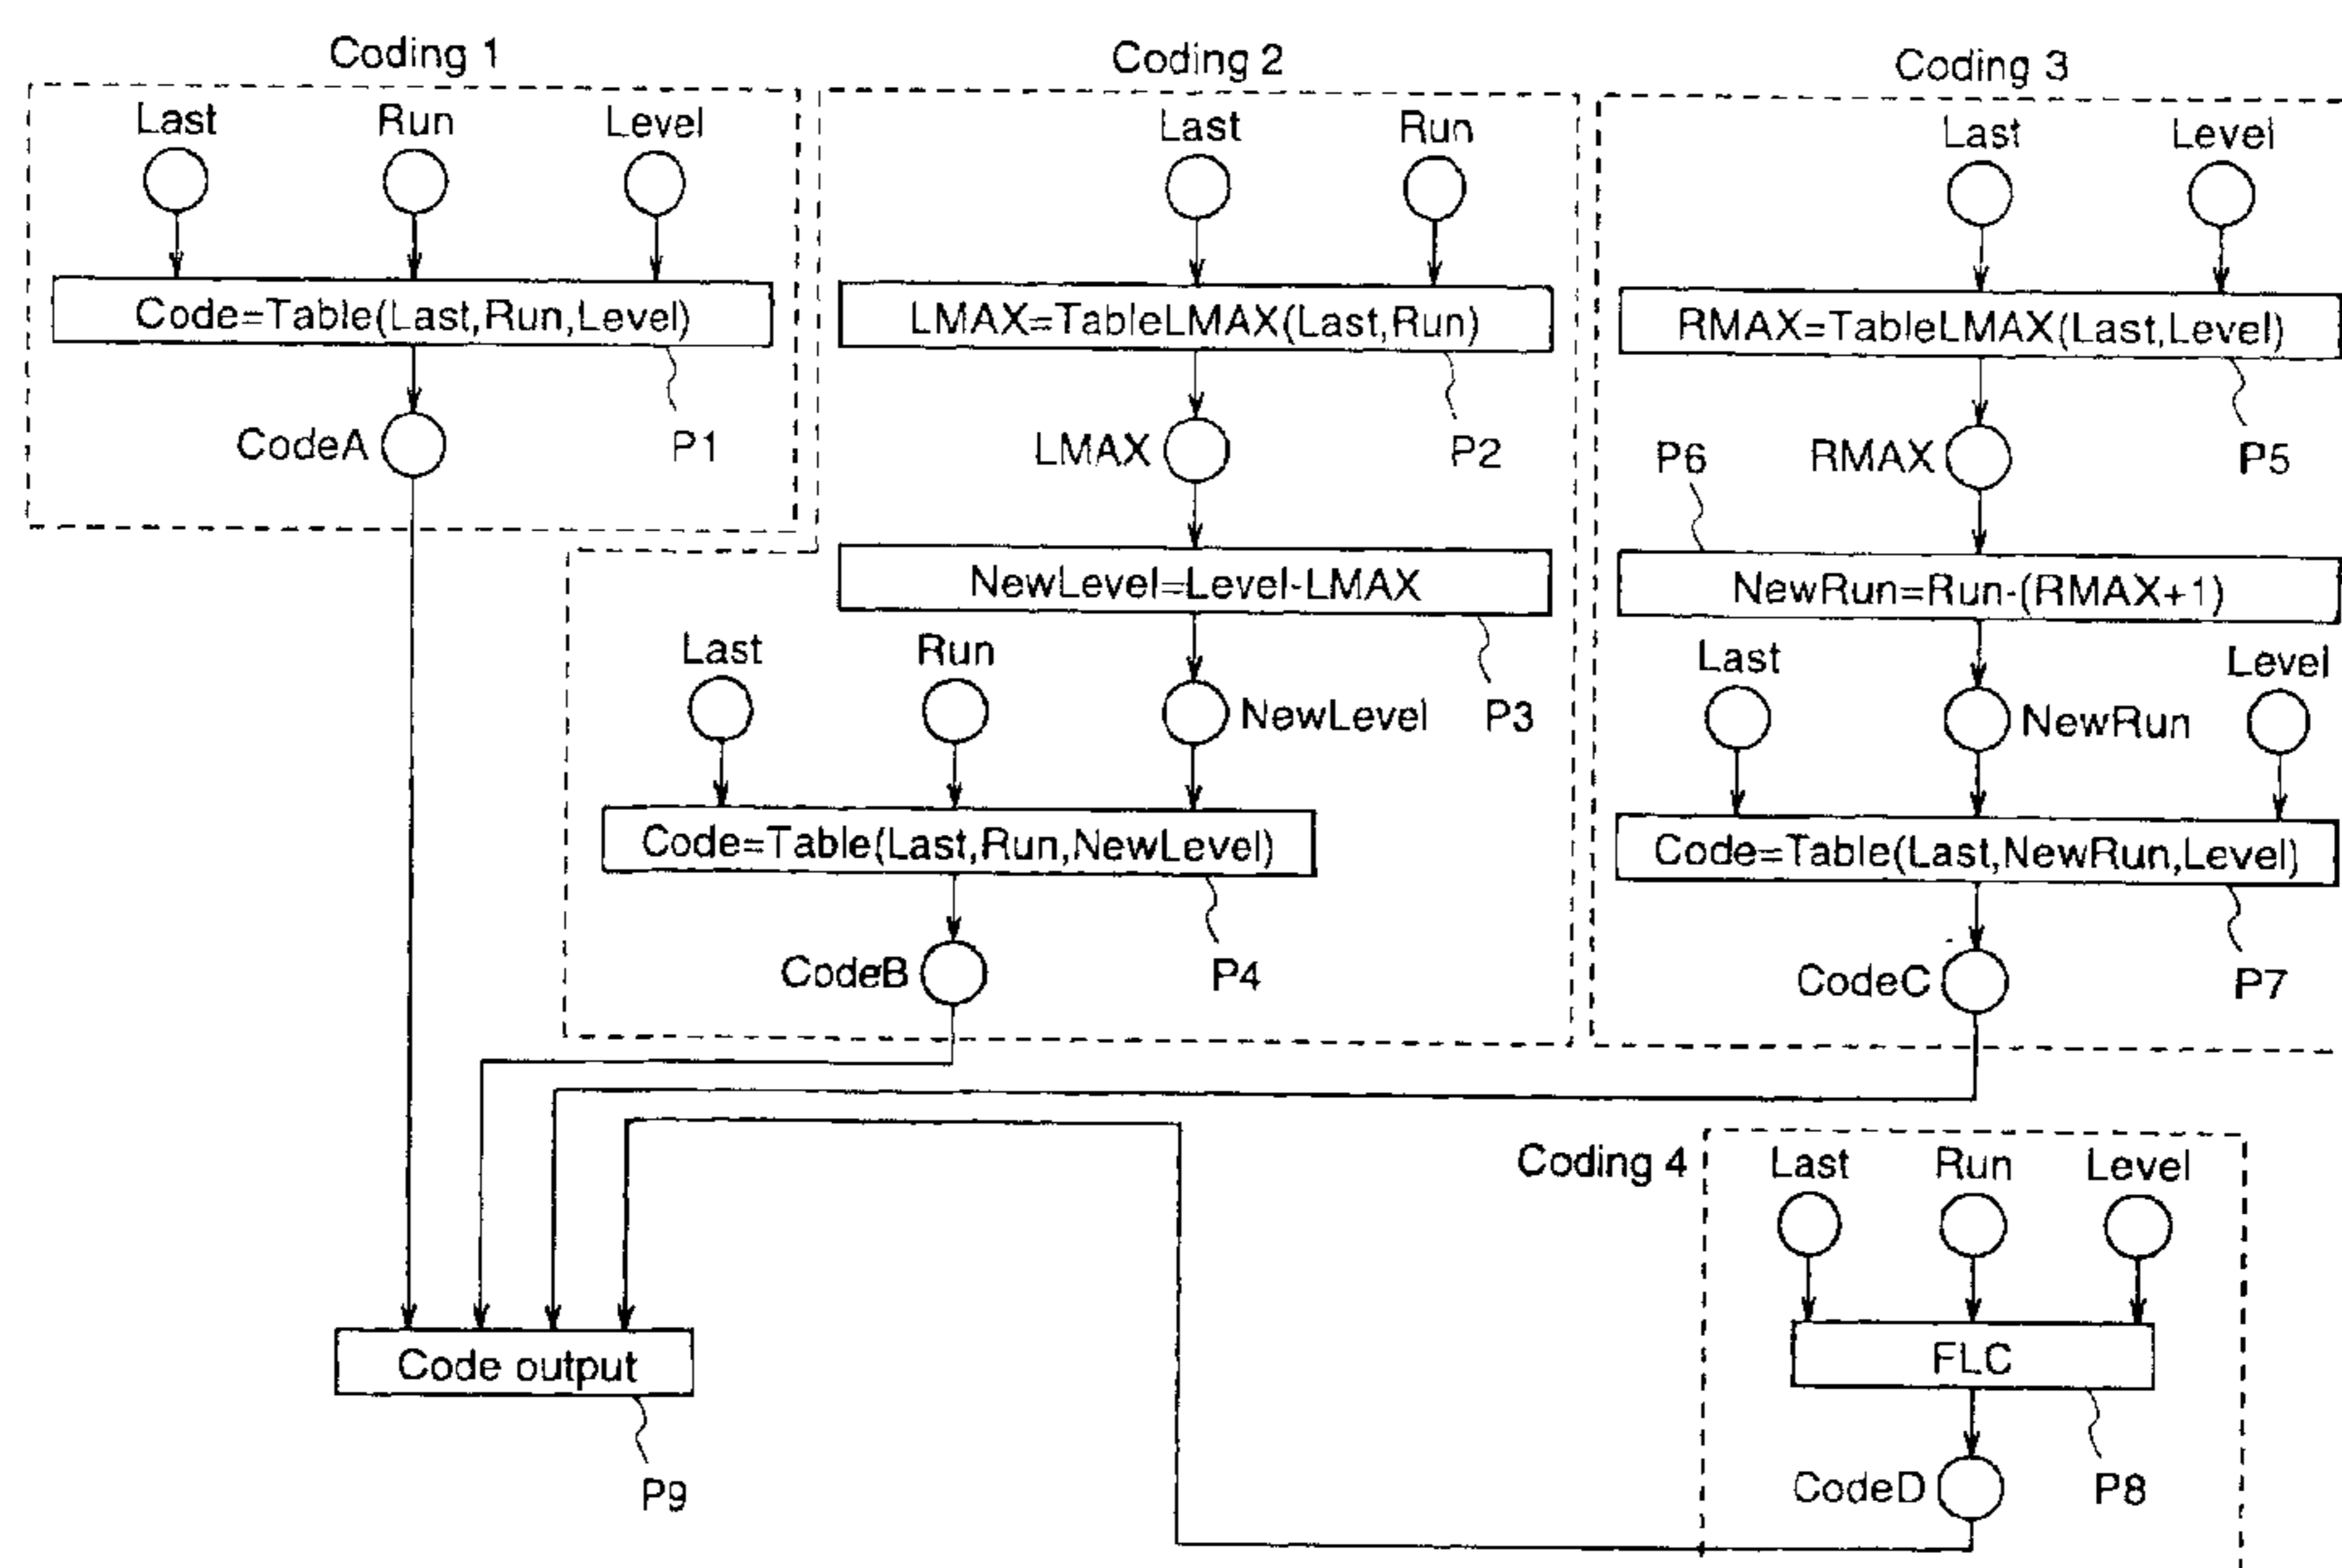 Coding 1
Last Run Level
Code=Table(Last,Run,Level)
CodeA
P1
Coding 2
Last Run
LMAX=TableLMAX(Last,Run)
LMAX
P2
NewLevel=Level-LMAX
Last Run NewLevel
P3
Code=Table(Last,Run,NewLevel)
CodeB
P4
Coding 3
Last Level
RMAX=TableLMAX(Last,Level)
P6
RMAX
P5
NewRun=Run-(RMAX+1)
Last NewRun Level
Code=Table(Last,NewRun,Level)
CodeC
P7
Coding 4
Last Run Level
FLC
CodeD
P8
Code output
P9